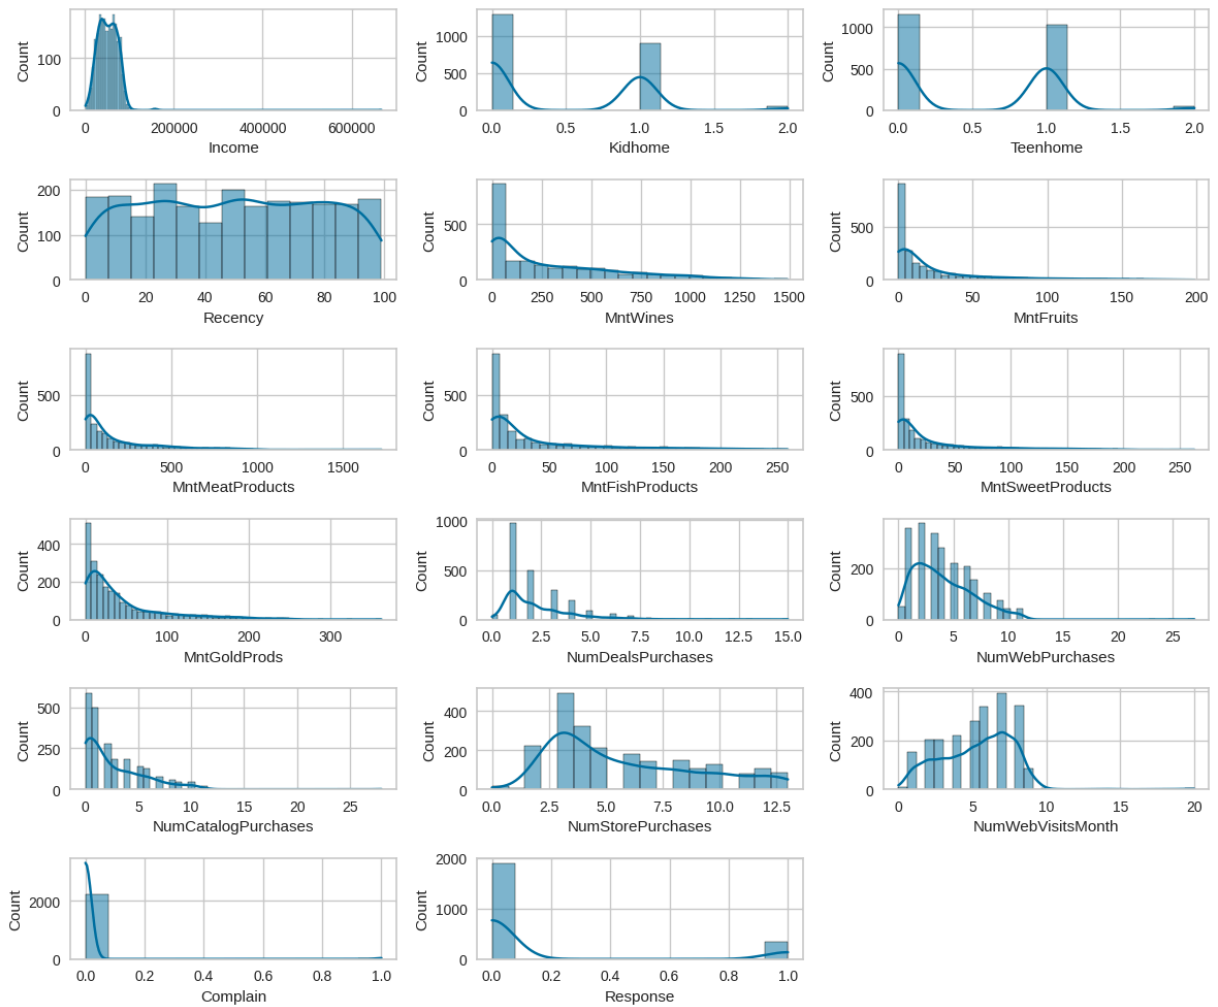 Count
100
0
0 200000 400000 600000
Income
Count
1000
500
0
0.0 0.5 1.0 1.5 2.0
Kidhome
Count
1000
500
0
0.0 0.5 1.0 1.5 2.0
Teenhome
Count
200
100
0
0 20 40 60 80 100
Recency
Count
500
0
0 250 500 750 1000 1250 1500
MntWines
Count
500
0
0 50 100 150 200
MntFruits
Count
500
0
0 500 1000 1500
MntMeatProducts
Count
500
0
0 50 100 150 200 250
MntFishProducts
Count
500
0
0 50 100 150 200 250
MntSweetProducts
Count
400
200
0
0 100 200 300
MntGoldProds
Count
1000
500
0
0.0 2.5 5.0 7.5 10.0 12.5 15.0
NumDealsPurchases
Count
200
0
0 5 10 15 20 25
NumWebPurchases
Count
500
250
0
0 5 10 15 20 25
NumCatalogPurchases
Count
400
200
0
0.0 2.5 5.0 7.5 10.0 12.5
NumStorePurchases
Count
400
200
0
0 5 10 15 20
NumWebVisitsMonth
Count
2000
0
0.0 0.2 0.4 0.6 0.8 1.0
Complain
Count
2000
1000
0
0.0 0.2 0.4 0.6 0.8 1.0
Response